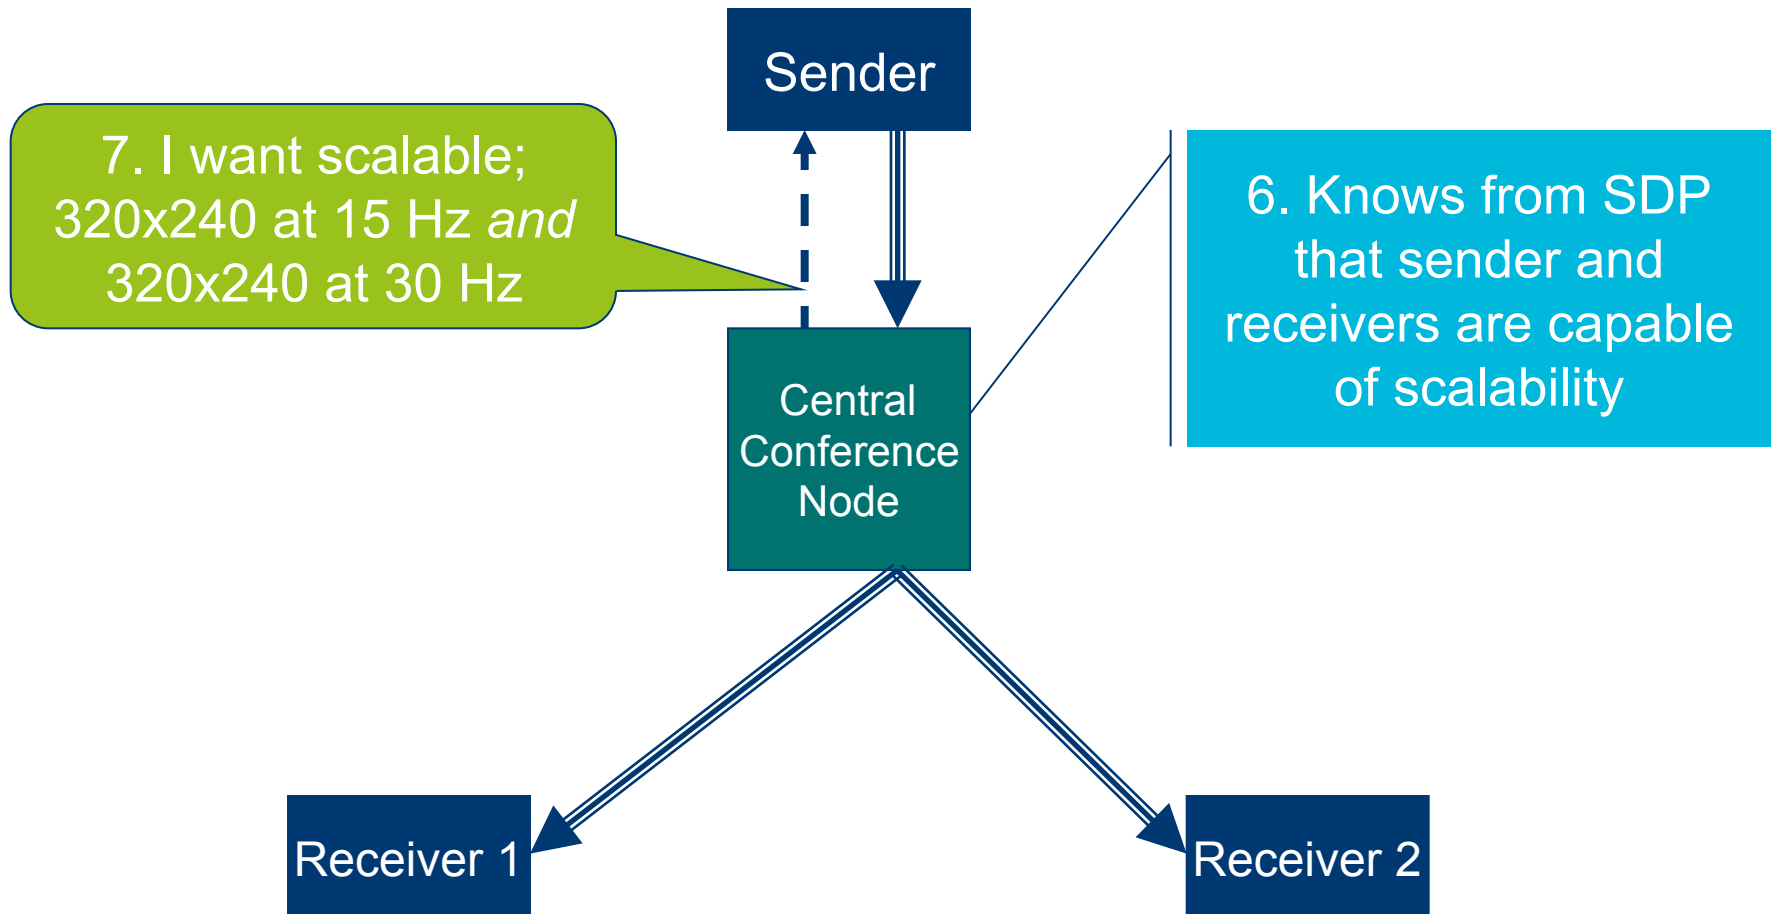 Sender
7. I want scalable;
320x240 at 15 Hz and
320x240 at 30 Hz
6. Knows from SDP
that sender and
receivers are capable
of scalability
Central
Conference
Node
Receiver 1
Receiver 2